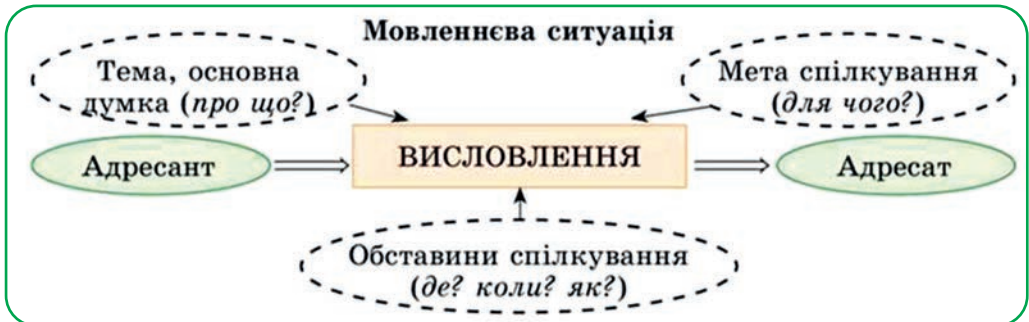 Мовленнєва ситуація
Тема, основна
думка (про що?)
Мета спілкування
(для чого?)
Адресант
ВИСЛОВЛЕННЯ
Адресат
Обставини спілкування
(де? коли? як?)